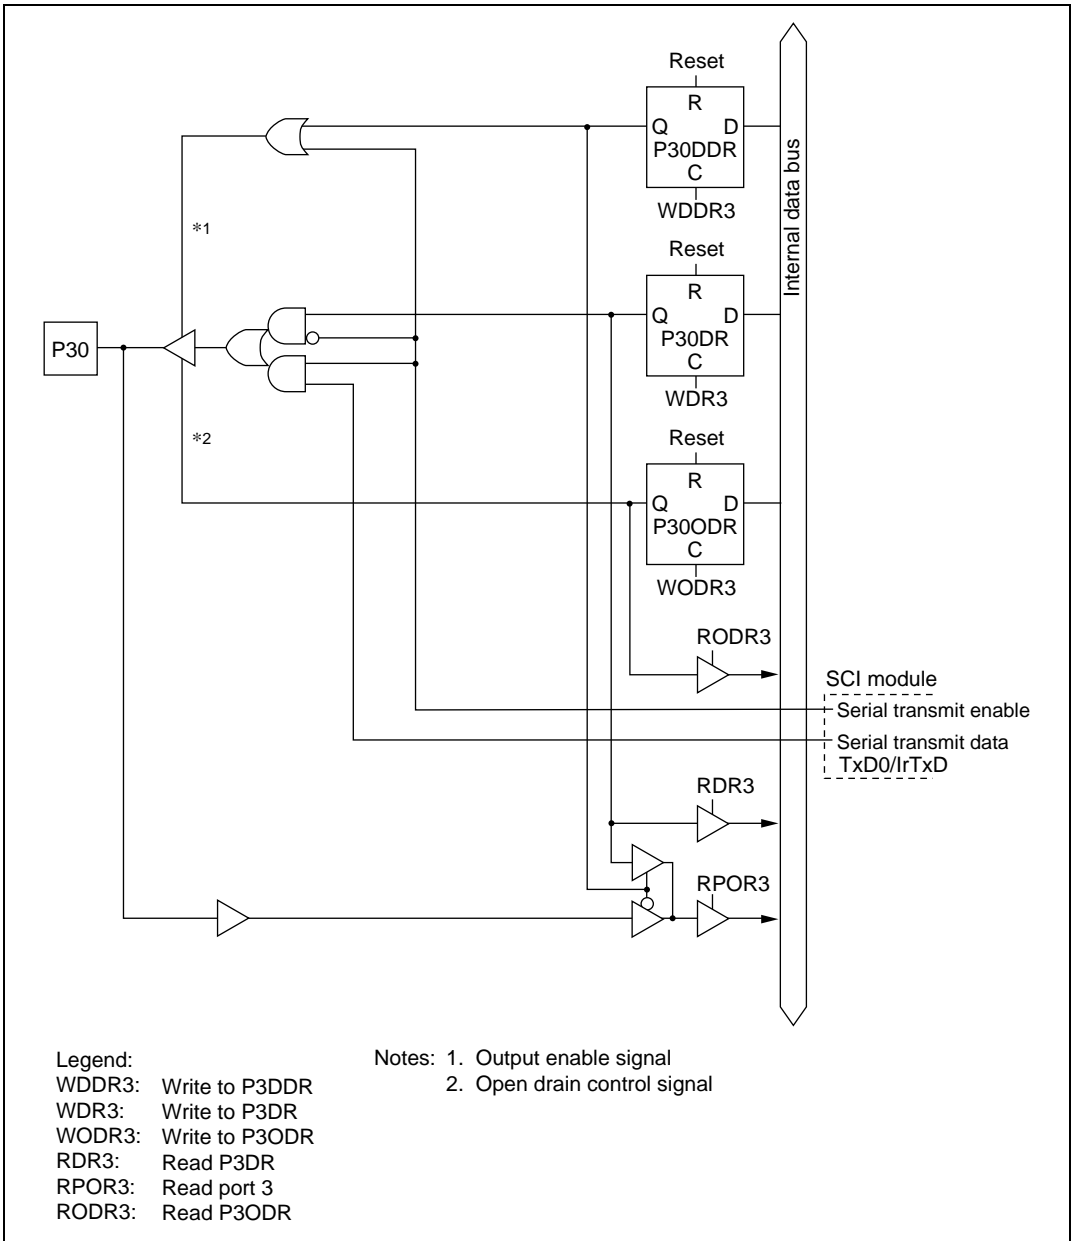 Reset
R
Q D
P30DDR
C
WDDR3
Internal data bus
Reset
R
Q D
P30DR
C
WDR3
*1
P30
*2
Reset
R
Q D
P30ODR
C
WODR3
RODR3
SCI module
Serial transmit enable
Serial transmit data
TxD0/IrTxD
RDR3
RPOR3
Legend:
WDDR3: Write to P3DDR
WDR3: Write to P3DR
WODR3: Write to P3ODR
RDR3: Read P3DR
RPOR3: Read port 3
RODR3: Read P3ODR
Notes: 1. Output enable signal
2. Open drain control signal